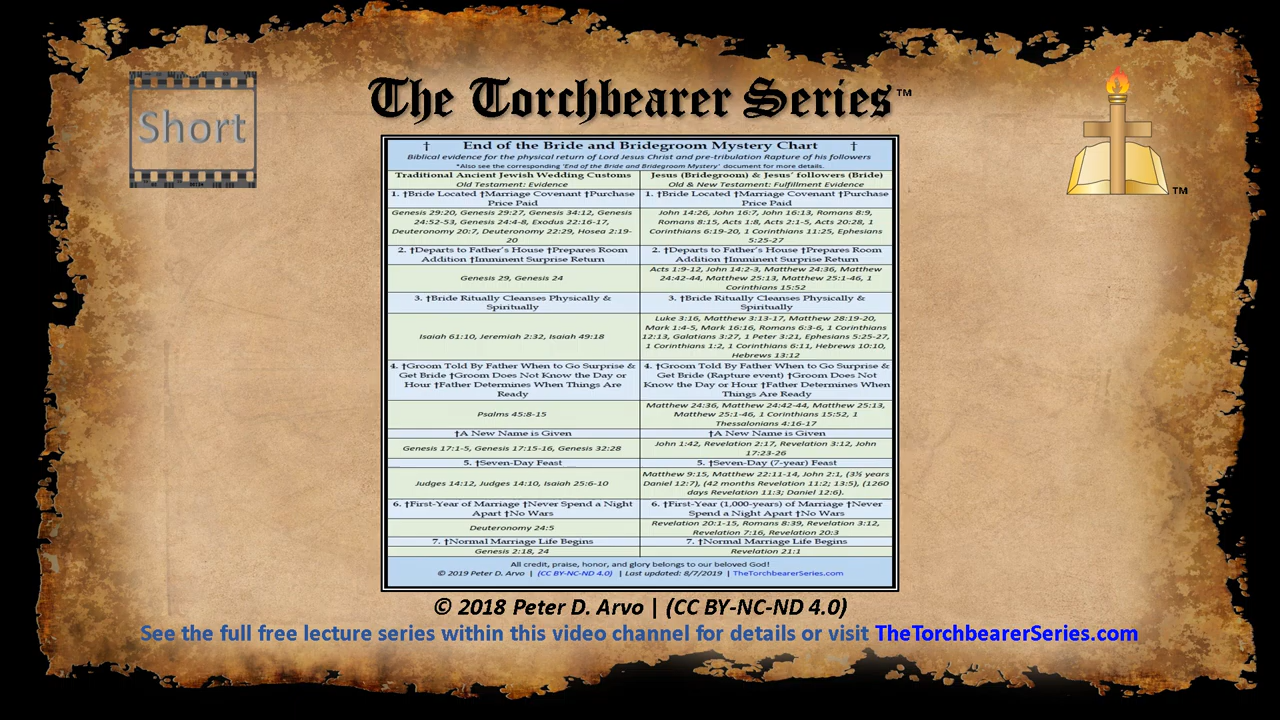 Short
The Torchbearer Series™
™
† End of the Bride and Bridegroom Mystery Chart †
Biblical evidence for the physical return of Lord Jesus Christ and pre-tribulation Rapture of his followers
*Also see the corresponding 'End of the Bride and Bridegroom Mystery' document for more details.
Traditional Ancient Jewish Wedding Customs
Old Testament: Evidence
Jesus (Bridegroom) & Jesus' followers (Bride)
Old & New Testament: Fulfillment Evidence
1. †Bride Located †Marriage Covenant †Purchase
Price Paid
1. †Bride Located †Marriage Covenant †Purchase
Price Paid
Genesis 29:20, Genesis 29:27, Genesis 34:12, Genesis
24:52-53, Genesis 24:4-8, Exodus 22:16-17,
Deuteronomy 20:7, Deuteronomy 22:29, Hosea 2:19-
20
John 14:26, John 16:7, John 16:13, Romans 8:9,
Romans 8:15, Acts 1:8, Acts 2:1-5, Acts 20:28, 1
Corinthians 6:19-20, 1 Corinthians 11:25, Ephesians
5:25-27
2. †Departs to Father's House †Prepares Room
Addition †Imminent Surprise Return
2. †Departs to Father's House †Prepares Room
Addition †Imminent Surprise Return
Genesis 29, Genesis 24
Acts 1:9-12, John 14:2-3, Matthew 24:36, Matthew
24:42-44, Matthew 25:13, Matthew 25:1-46, 1
Corinthians 15:52
3. †Bride Ritually Cleanses Physically &
Spiritually
3. †Bride Ritually Cleanses Physically &
Spiritually
Isaiah 61:10, Jeremiah 2:32, Isaiah 49:18
Luke 3:16, Matthew 3:13-17, Matthew 28:19-20,
Mark 1:4-5, Mark 16:16, Romans 6:3-6, 1 Corinthians
12:13, Galatians 3:27, 1 Peter 3:21, Ephesians 5:25-27,
1 Corinthians 1:2, 1 Corinthians 6:11, Hebrews 10:10,
Hebrews 13:12
4. †Groom Told By Father When to Go Surprise &
Get Bride †Groom Does Not Know the Day or
Hour †Father Determines When Things Are
Ready
4. †Groom Told By Father When to Go Surprise &
Get Bride (Rapture event) †Groom Does Not
Know the Day or Hour †Father Determines When
Things Are Ready
Psalms 45:8-15
Matthew 24:36, Matthew 24:42-44, Matthew 25:13,
Matthew 25:1-46, 1 Corinthians 15:52, 1
Thessalonians 4:16-17
†A New Name is Given
†A New Name is Given
Genesis 17:1-5, Genesis 17:15-16, Genesis 32:28
John 1:42, Revelation 2:17, Revelation 3:12, John
17:23-26
5. †Seven-Day Feast
5. †Seven-Day (7-year) Feast
Judges 14:12, Judges 14:10, Isaiah 25:6-10
Matthew 9:15, Matthew 22:11-14, John 2:1, (3½ years
Daniel 12:7), (42 months Revelation 11:2; 13:5), (1260
days Revelation 11:3; Daniel 12:6).
6. †First-Year of Marriage †Never Spend a Night
Apart †No Wars
6. †First-Year (1,000-years) of Marriage †Never
Spend a Night Apart †No Wars
Deuteronomy 24:5
Revelation 20:1-15, Romans 8:39, Revelation 3:12,
Revelation 7:16, Revelation 20:3
7. †Normal Marriage Life Begins
7. †Normal Marriage Life Begins
Genesis 2:18, 24
Revelation 21:1
All credit, praise, honor, and glory belongs to our beloved God!
© 2019 Peter D. Arvo | (CC BY-NC-ND 4.0) | Last updated: 8/7/2019 | TheTorchbearerSeries.com
© 2018 Peter D. Arvo | (CC BY-NC-ND 4.0)
See the full free lecture series within this video channel for details or visit TheTorchbearerSeries.com